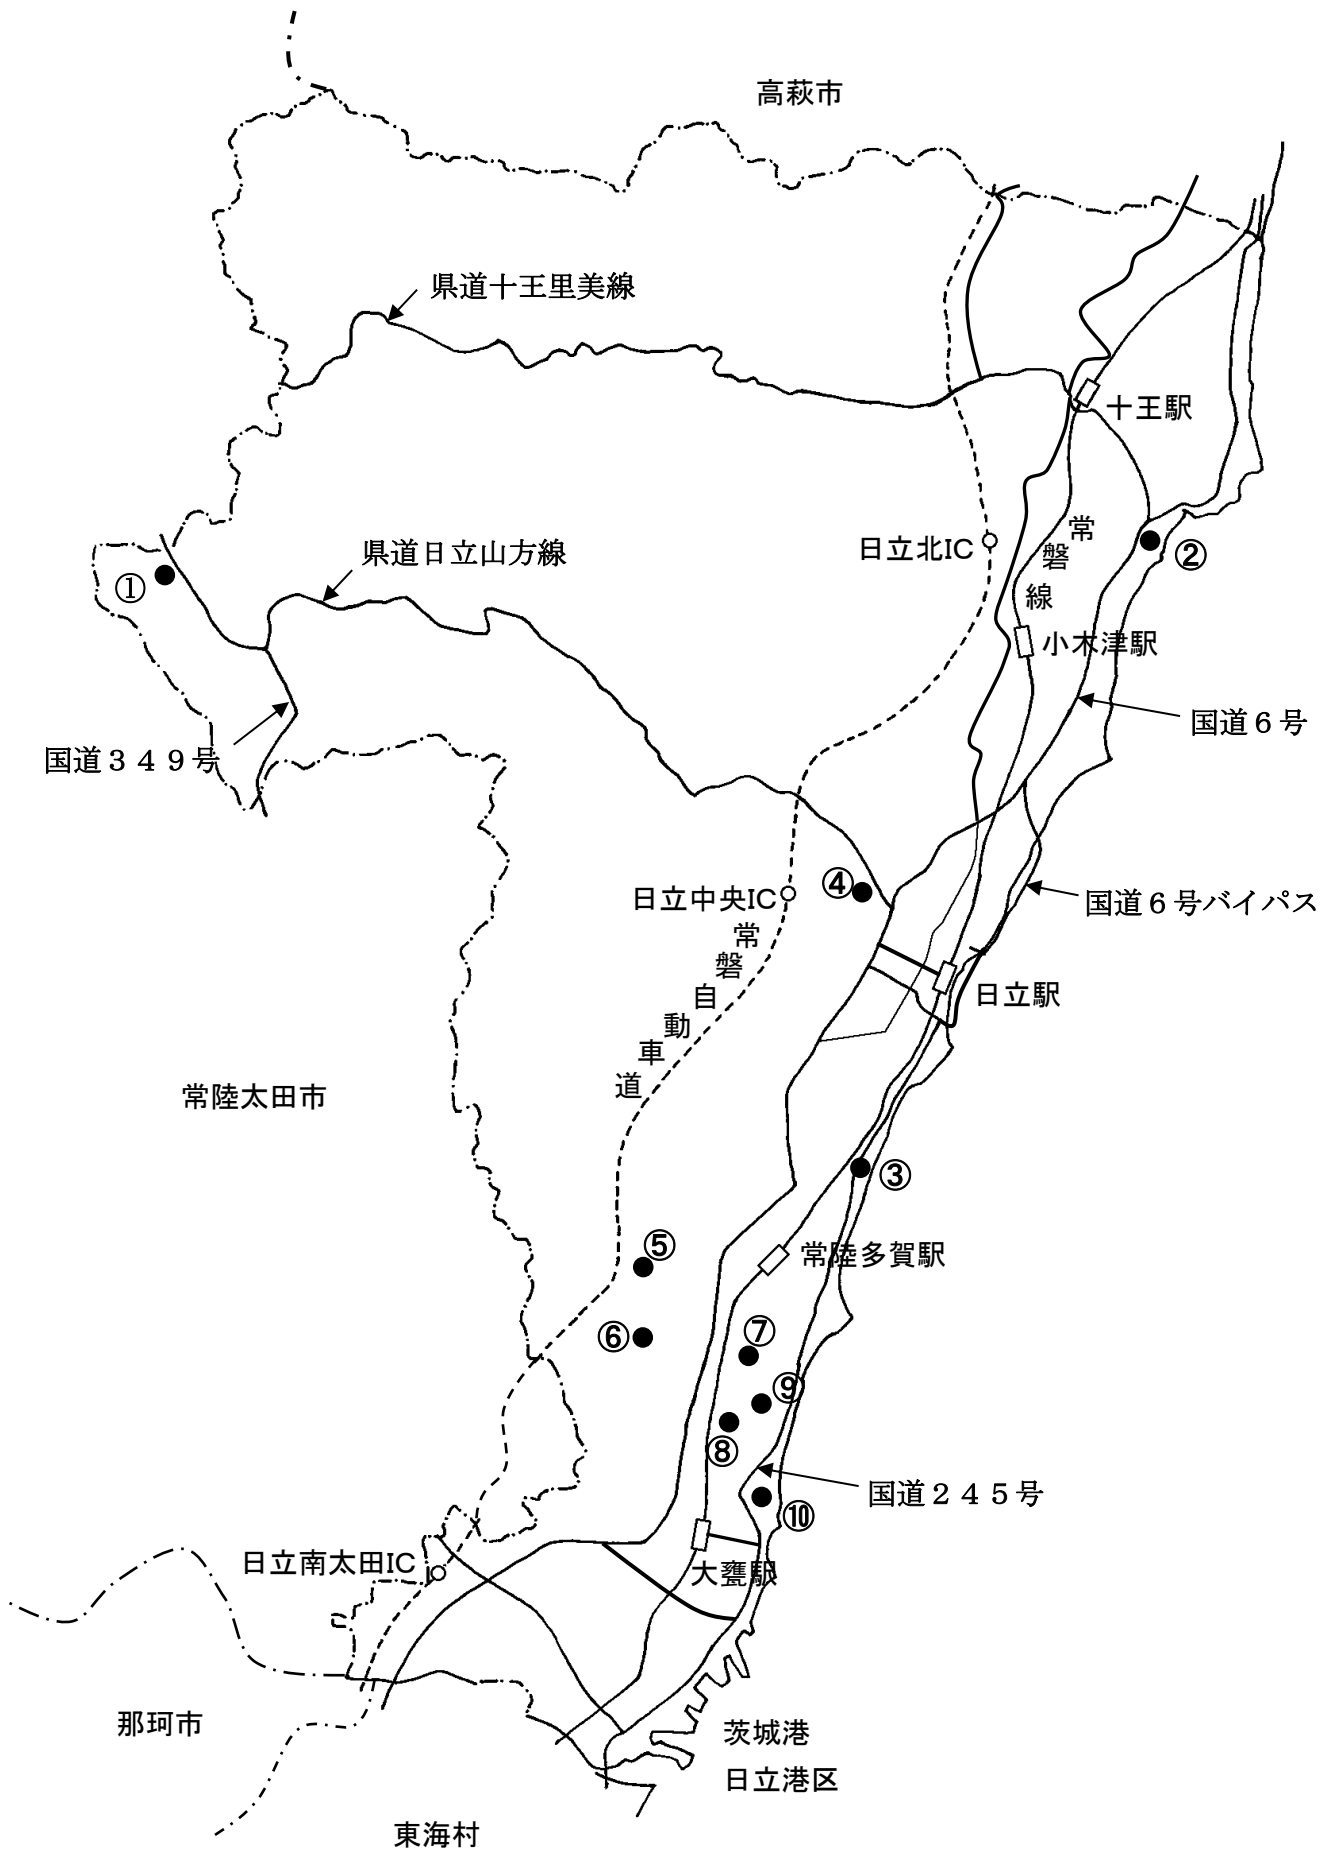 高萩市
県道十王里美線
十王駅
常磐線
日立北IC
②
県道日立山方線
①
小木津駅
国道６号
国道３４９号
④
日立中央IC
国道６号バイパス
常磐自動車道
日立駅
常陸太田市
③
⑤
常陸多賀駅
⑥
⑦
⑨
⑧
国道２４５号
⑩
日立南太田IC
大甕駅
那珂市
茨城港
日立港区
東海村